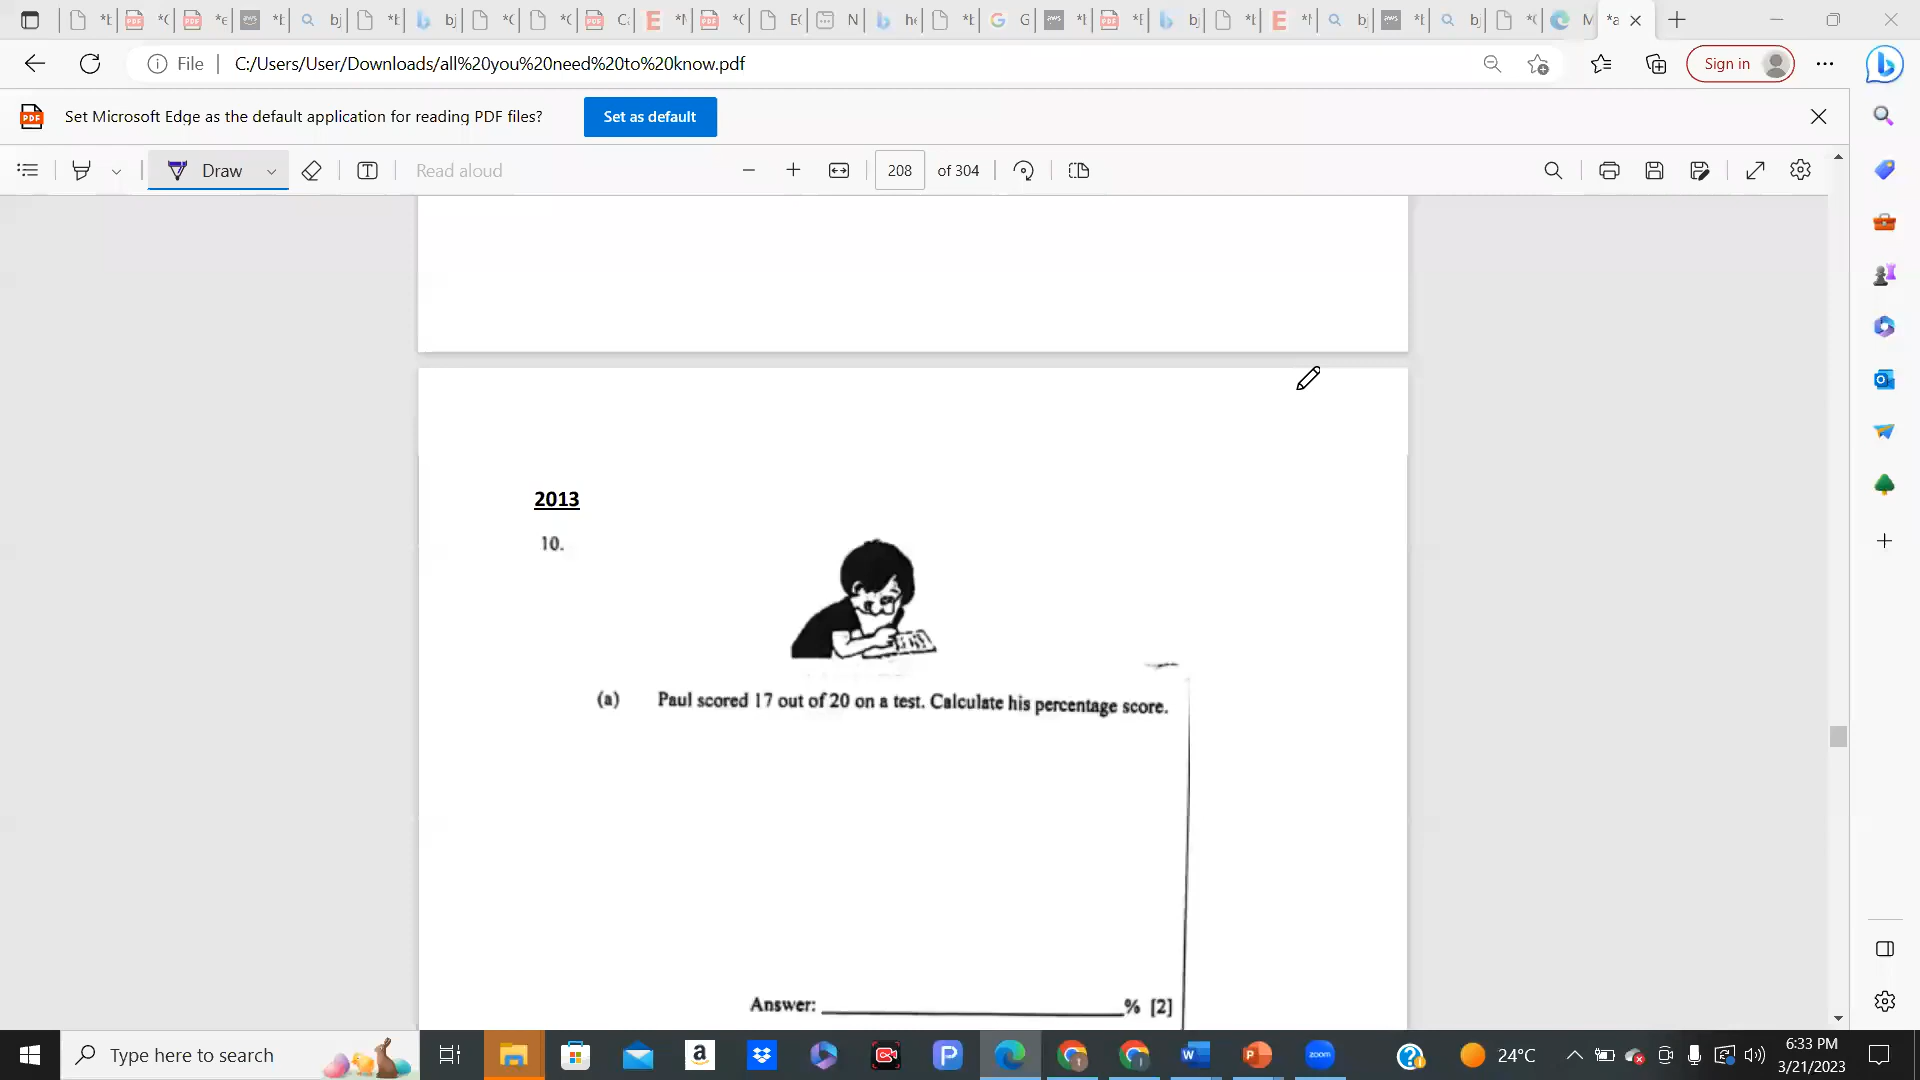 File
C:/Users/User/Downloads/all%20you%20need%20to%20know.pdf
Sign in
Set Microsoft Edge as the default application for reading PDF files?
Set as default
Draw
Read aloud
208
of 304
2013
10.
(a) Paul scored 17 out of 20 on a test. Calculate his percentage score.
Answer: % [2]
Type here to search
24°C
6:33 PM
3/21/2023